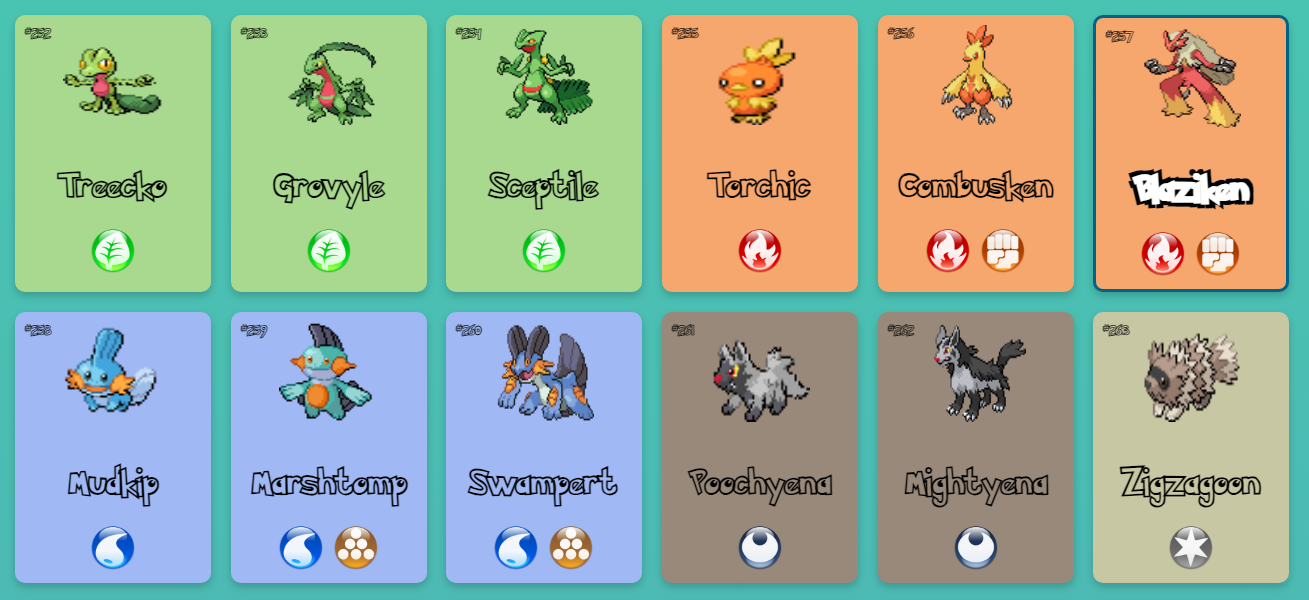 #252
Treecko
#253
Grovyle
#254
Sceptile
#255
Torchic
#256
Combusken
#257
Blaziken
#258
Mudkip
#259
Marshtomp
#260
Swampert
#261
Poochyena
#262
Mightyena
#263
Zigzagoon